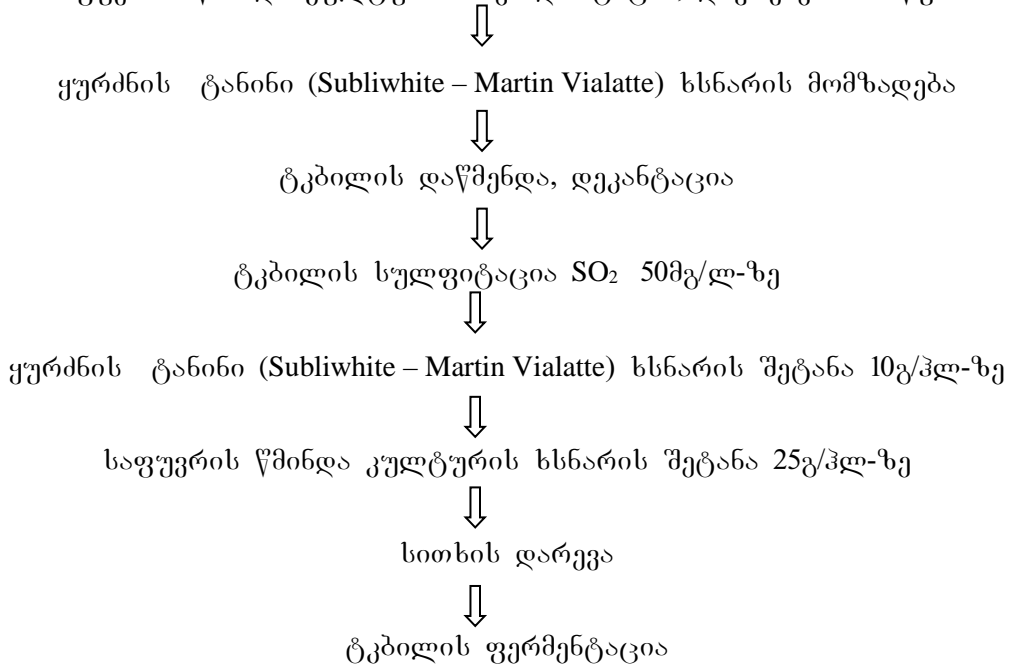 ყურძნის ტანინი (Subliwhite – Martin Vialatte) ხსნარის მომზადება
ტკბილის დაწმენდა, დეკანტაცია
ტკბილის სულფიტაცია SO₂ 50მგ/ლ-ზე
ყურძნის ტანინი (Subliwhite – Martin Vialatte) ხსნარის შეტანა 10გ/ჰლ-ზე
საფუვრის წმინდა კულტურის ხსნარის შეტანა 25გ/ჰლ-ზე
სითხის დარევა
ტკბილის ფერმენტაცია